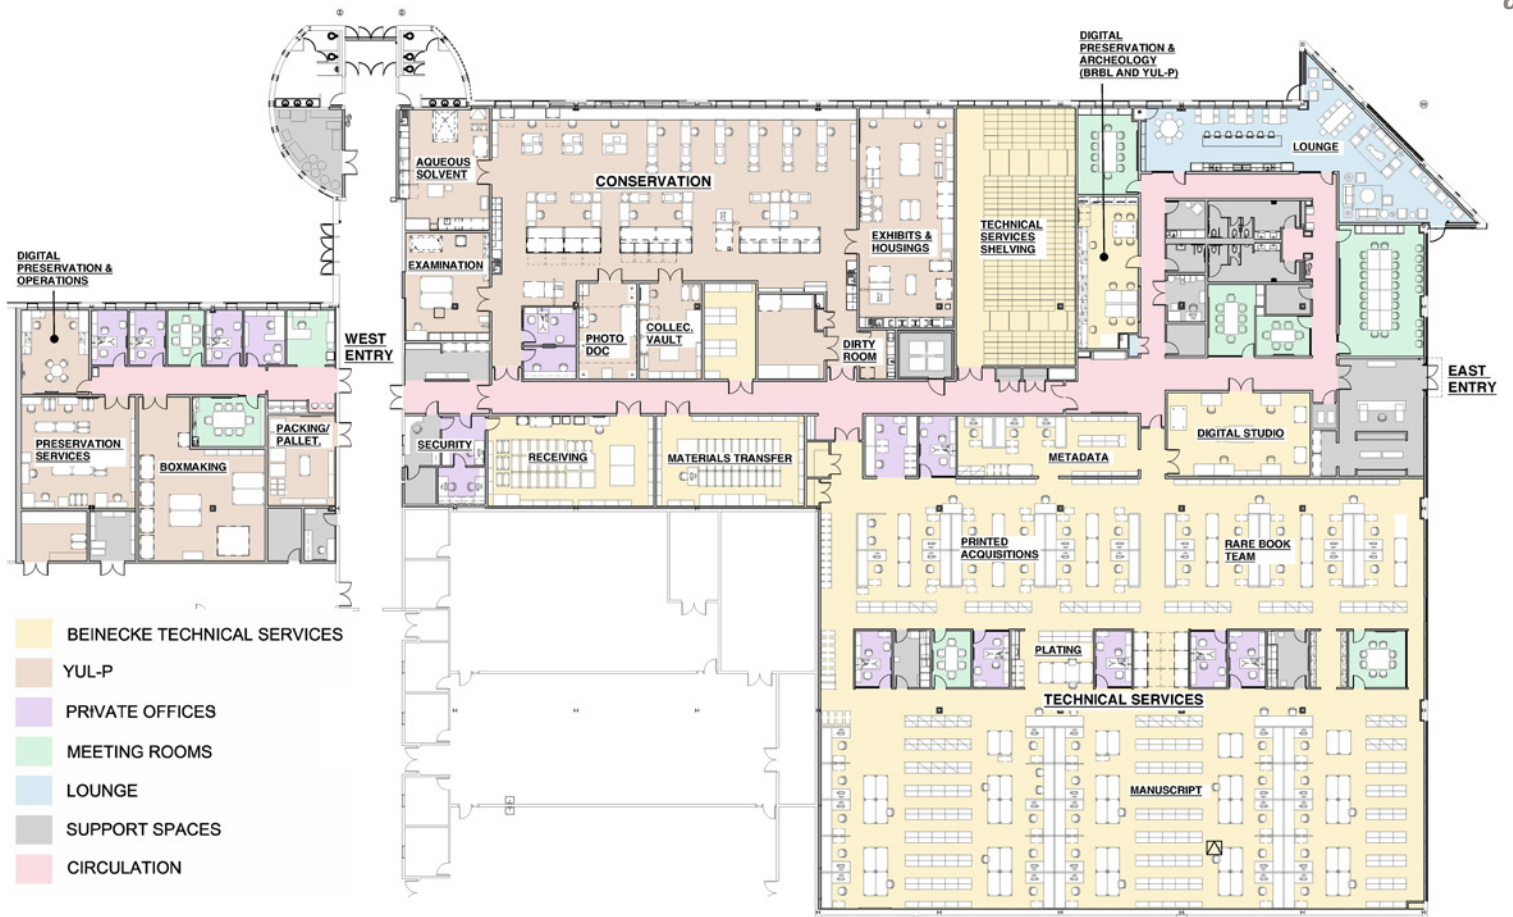 DIGITAL
PRESERVATION &
ARCHEOLOGY
(BRBL AND YUL-P)
LOUNGE
AQUEOUS
SOLVENT
CONSERVATION
TECHNICAL
SERVICES
SHELVING
EXHIBITS &
HOUSINGS
EXAMINATION
DIGITAL
PRESERVATION &
OPERATIONS
WEST
ENTRY
PHOTO
DOC
COLLEC.
VAULT
DIRTY
ROOM
EAST
ENTRY
PRESERVATION
SERVICES
BOXMAKING
PACKING/
PALLET.
SECURITY
RECEIVING
MATERIALS TRANSFER
METADATA
DIGITAL STUDIO
PRINTED
ACQUISITIONS
RARE BOOK
TEAM
PLATING
TECHNICAL SERVICES
MANUSCRIPT
BEINECKE TECHNICAL SERVICES
YUL-P
PRIVATE OFFICES
MEETING ROOMS
LOUNGE
SUPPORT SPACES
CIRCULATION